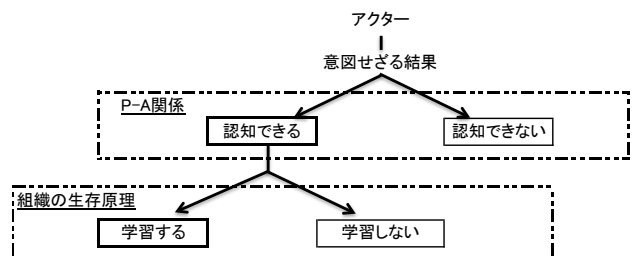 アクター
意図せざる結果
P-A関係
認知できる
認知できない
組織の生存原理
学習する
学習しない